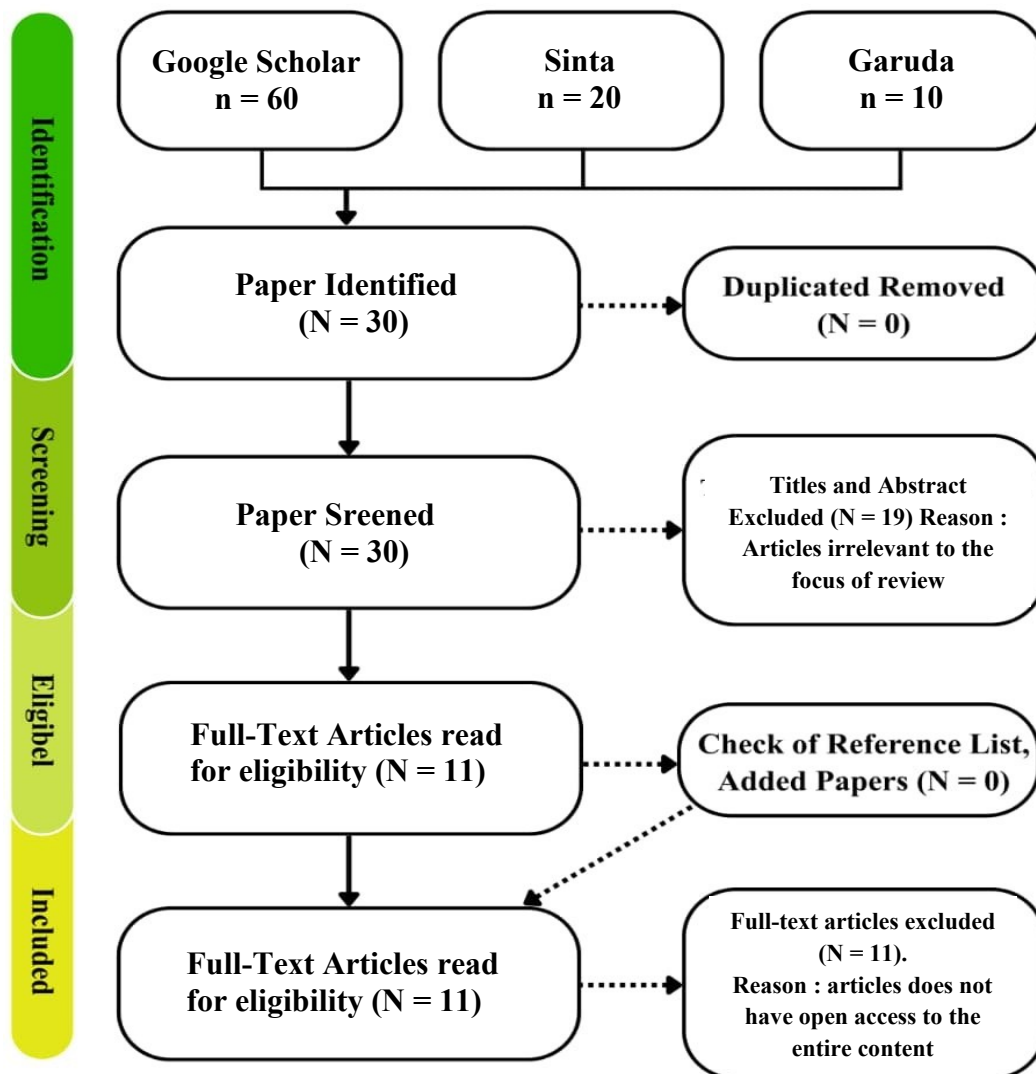 Google Scholar
n = 60
Sinta
n = 20
Garuda
n = 10
Identification
Paper Identified
(N = 30)
Duplicated Removed
(N = 0)
Screening
Paper Sreened
(N = 30)
Titles and Abstract
Excluded (N = 19) Reason :
Articles irrelevant to the
focus of review
Eligibel
Full-Text Articles read
for eligibility (N = 11)
Check of Reference List,
Added Papers (N = 0)
Included
Full-Text Articles read
for eligibility (N = 11)
Full-text articles excluded
(N = 11).
Reason : articles does not
have open access to the
entire content